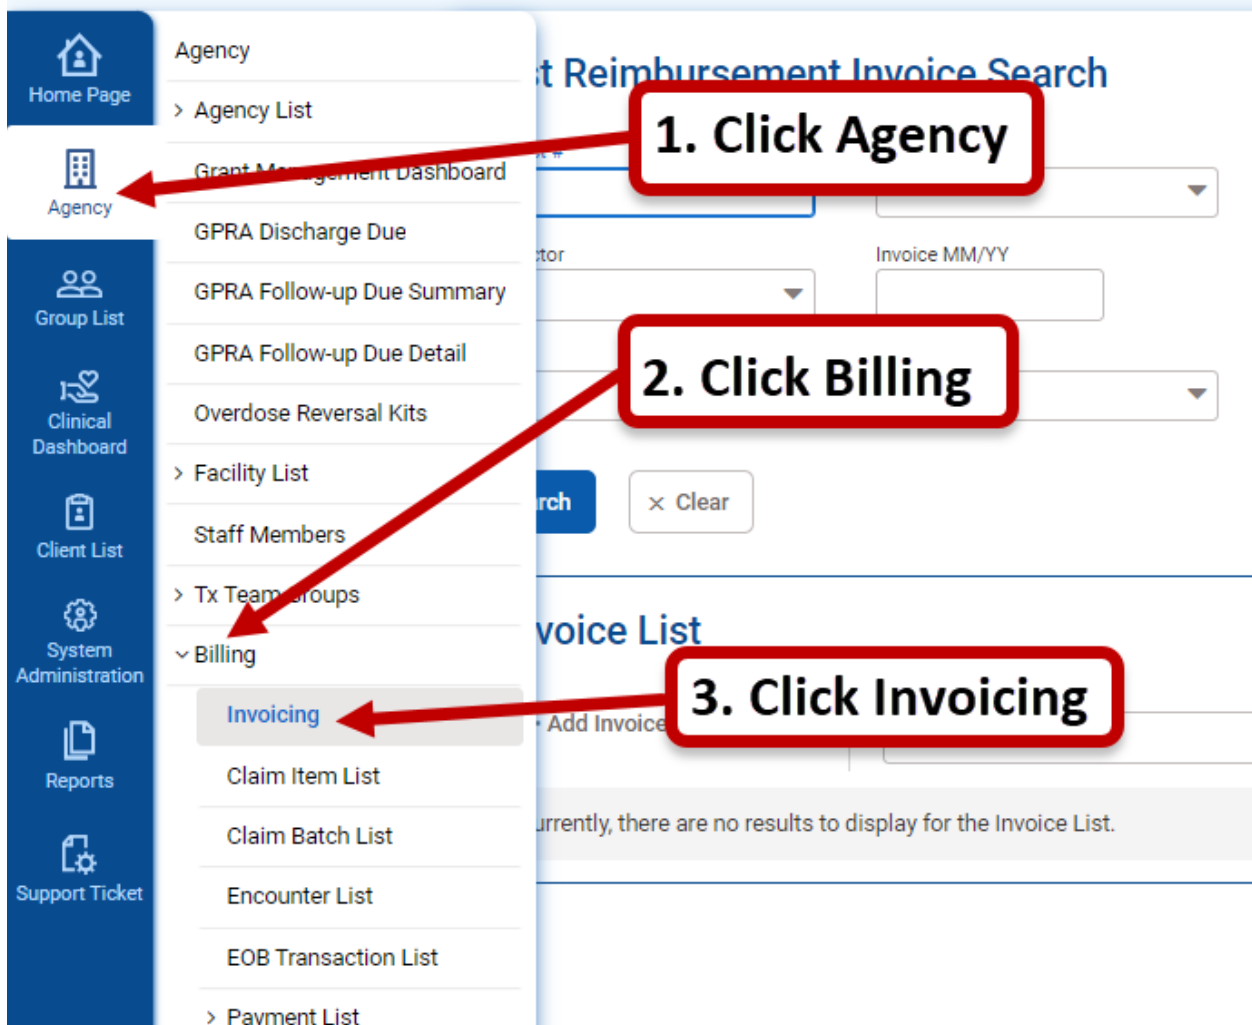 Home Page
Agency
Group List
Clinical
Dashboard
Client List
System
Administration
Reports
Support Ticket
Agency
Agency List
Grant Management Dashboard
GPRA Discharge Due
GPRA Follow-up Due Summary
GPRA Follow-up Due Detail
Overdose Reversal Kits
Facility List
Staff Members
Tx Team Groups
Billing
Invoicing
Claim Item List
Claim Batch List
Encounter List
EOB Transaction List
Payment List
t Reimbursement Invoice Search
1. Click Agency
#
ctor
Invoice MM/YY
2. Click Billing
rch
× Clear
voice List
3. Click Invoicing
Add Invoice
urrently, there are no results to display for the Invoice List.